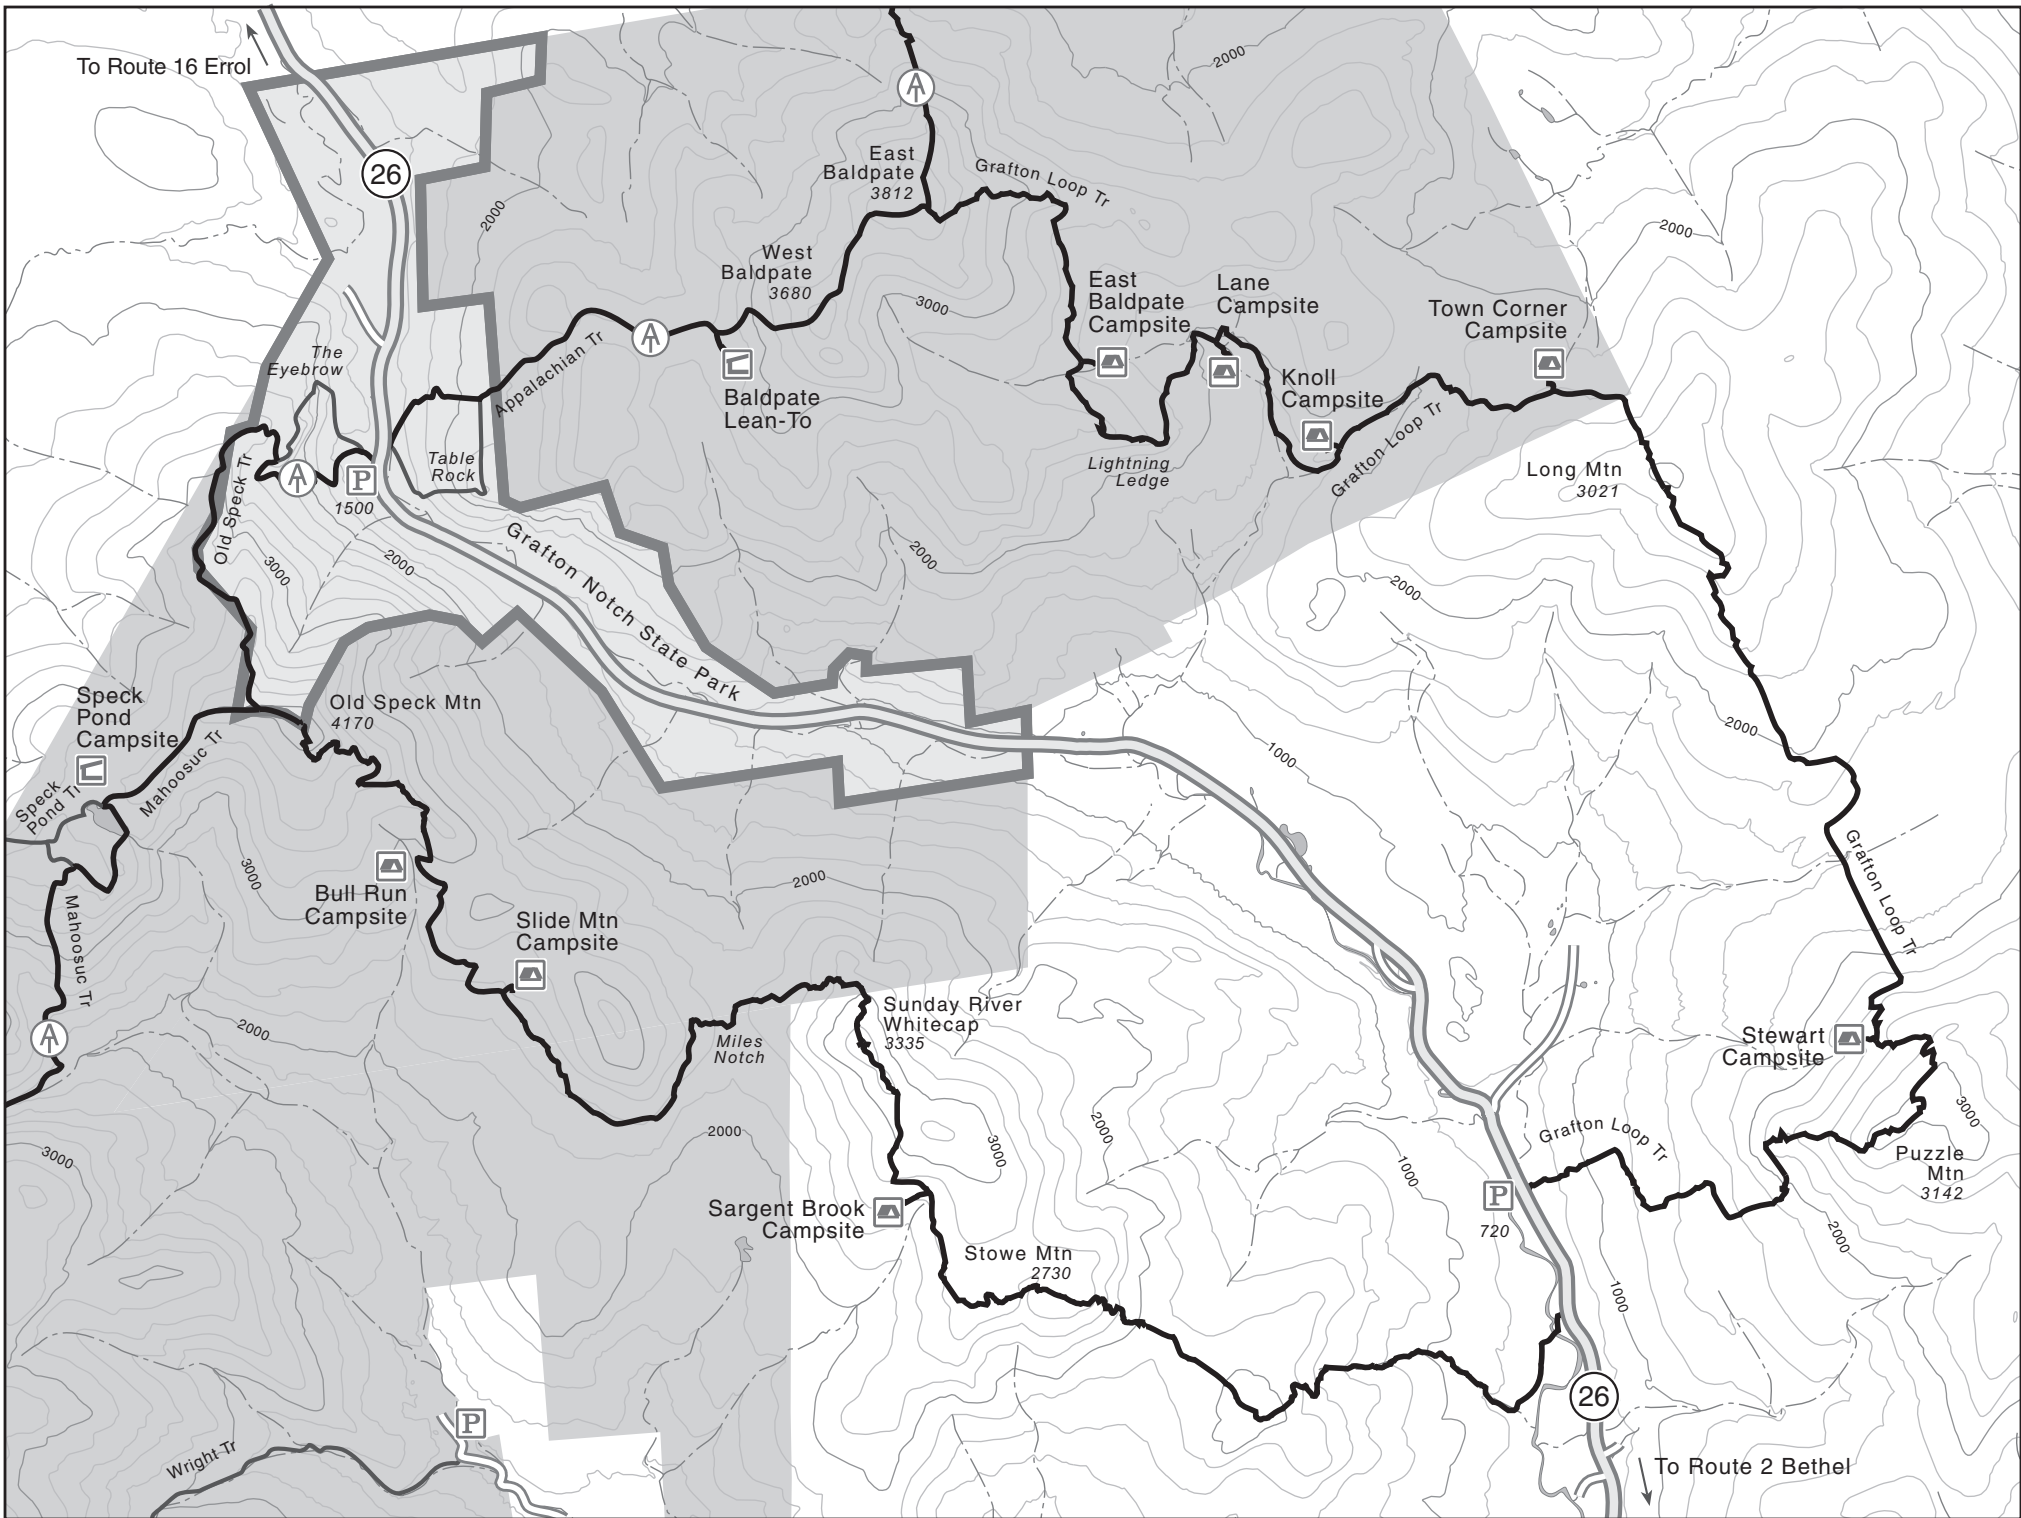 To Route 16 Errol
26
2000
2000
East
Baldpate
3812
Grafton Loop Tr
2000
2000
West
Baldpate
3680
3000
East
Baldpate
Campsite
Lane
Campsite
Town Corner
Campsite
The
Eyebrow
Appalachian Tr
Baldpate
Lean-To
Knoll
Campsite
Grafton Loop Tr
Table
Rock
Lightning
Ledge
Long Mtn
3021
P
1500
Old Speck Tr
3000
2000
Grafton Notch State Park
2000
2000
Speck
Pond
Campsite
Old Speck Mtn
4170
Mahoosuc Tr
Speck
Pond Tr
2000
1000
3000
Bull Run
Campsite
2000
Grafton Loop Tr
Mahoosuc Tr
Slide Mtn
Campsite
2000
Sunday River
Whitecap
3335
Miles
Notch
Stewart
Campsite
3000
2000
2000
3000
1000
Grafton Loop Tr
3000
Puzzle
Mtn
3142
P
720
Sargent Brook
Campsite
Stowe Mtn
2730
2000
1000
26
P
Wright Tr
To Route 2 Bethel